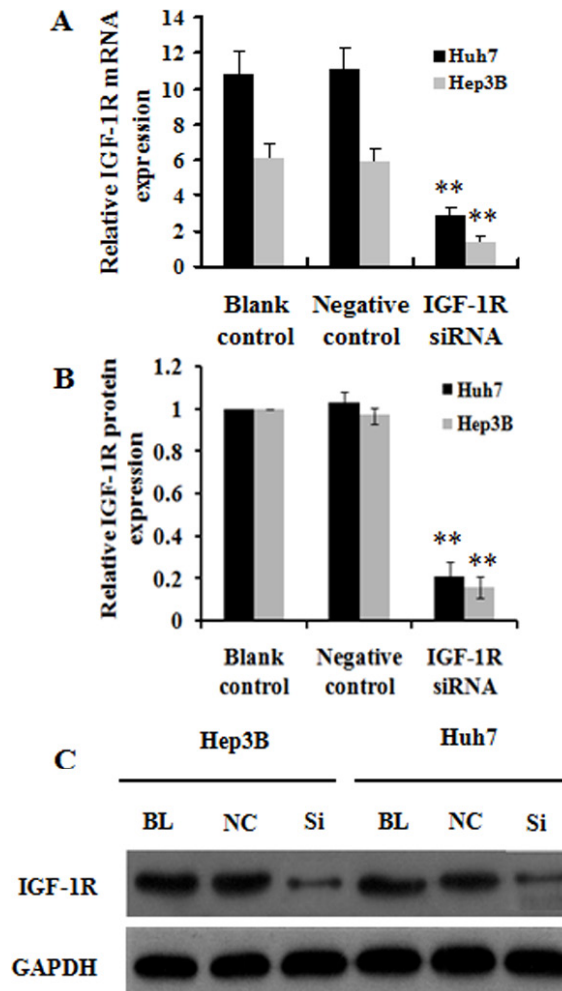 A
Relative IGF-1R mRNA
expression
14
12
10
8
6
4
2
0
Huh7
Hep3B
**
**
Blank
control
Negative
control
IGF-1R
siRNA
B
Relative IGF-1R protein
expression
1.2
1
0.8
0.6
0.4
0.2
0
Huh7
Hep3B
**
**
Blank
control
Negative
control
IGF-1R
siRNA
C
Hep3B
Huh7
BL
NC
Si
BL
NC
Si
IGF-1R
GAPDH